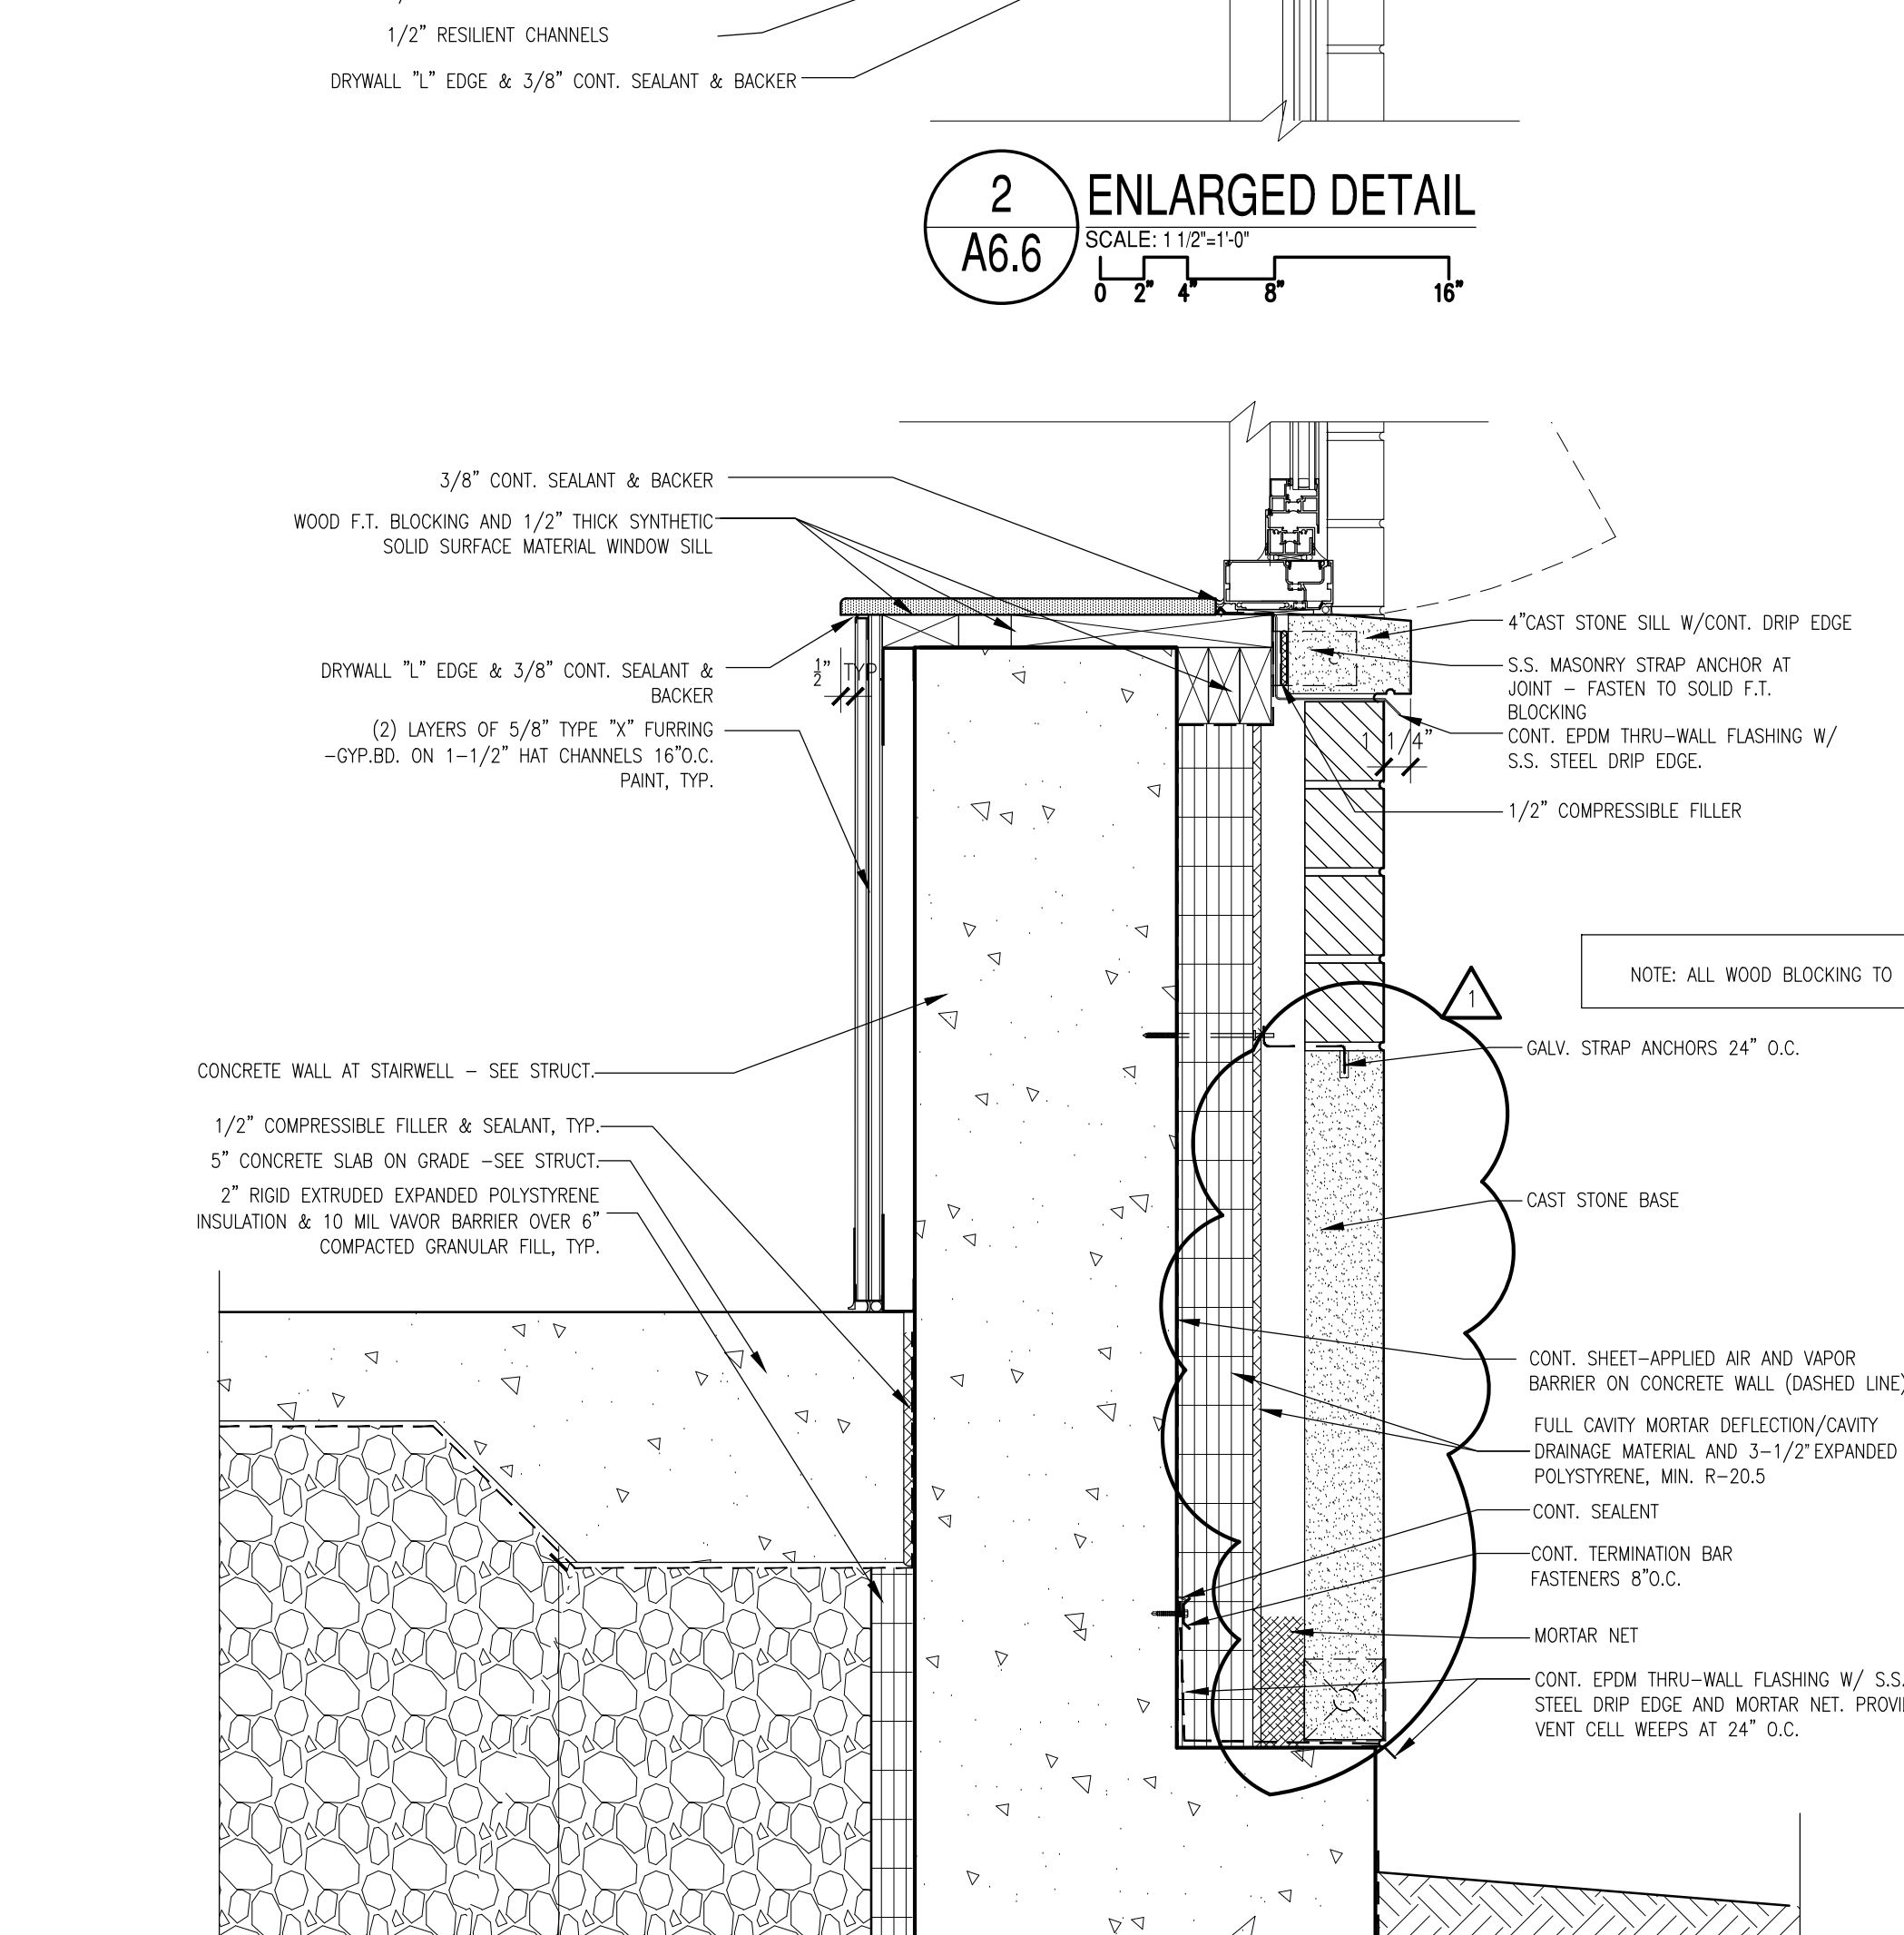 1/2" RESILIENT CHANNELS
DRYWALL "L" EDGE & 3/8" CONT. SEALANT & BACKER
2
A6.6
ENLARGED DETAIL
SCALE: 1 1/2"=1'-0"
0 2" 4" 8" 16"
3/8" CONT. SEALANT & BACKER
WOOD F.T. BLOCKING AND 1/2" THICK SYNTHETIC
SOLID SURFACE MATERIAL WINDOW SILL
DRYWALL "L" EDGE & 3/8" CONT. SEALANT &
BACKER
1/2" TYP.
(2) LAYERS OF 5/8" TYPE "X" FURRING
-GYP.BD. ON 1-1/2" HAT CHANNELS 16"O.C.
PAINT, TYP.
4"CAST STONE SILL W/CONT. DRIP EDGE
S.S. MASONRY STRAP ANCHOR AT
JOINT - FASTEN TO SOLID F.T.
BLOCKING
CONT. EPDM THRU-WALL FLASHING W/
S.S. STEEL DRIP EDGE.
1 1/4"
1/2" COMPRESSIBLE FILLER
NOTE: ALL WOOD BLOCKING TO
1
GALV. STRAP ANCHORS 24" O.C.
CONCRETE WALL AT STAIRWELL - SEE STRUCT.
1/2" COMPRESSIBLE FILLER & SEALANT, TYP.
5" CONCRETE SLAB ON GRADE -SEE STRUCT.
2" RIGID EXTRUDED EXPANDED POLYSTYRENE
INSULATION & 10 MIL VAVOR BARRIER OVER 6"
COMPACTED GRANULAR FILL, TYP.
CAST STONE BASE
CONT. SHEET-APPLIED AIR AND VAPOR
BARRIER ON CONCRETE WALL (DASHED LINE)
FULL CAVITY MORTAR DEFLECTION/CAVITY
DRAINAGE MATERIAL AND 3-1/2" EXPANDED
POLYSTYRENE, MIN. R-20.5
CONT. SEALENT
CONT. TERMINATION BAR
FASTENERS 8"O.C.
MORTAR NET
CONT. EPDM THRU-WALL FLASHING W/ S.S.
STEEL DRIP EDGE AND MORTAR NET.
VENT CELL WEEPS AT 24" O.C.